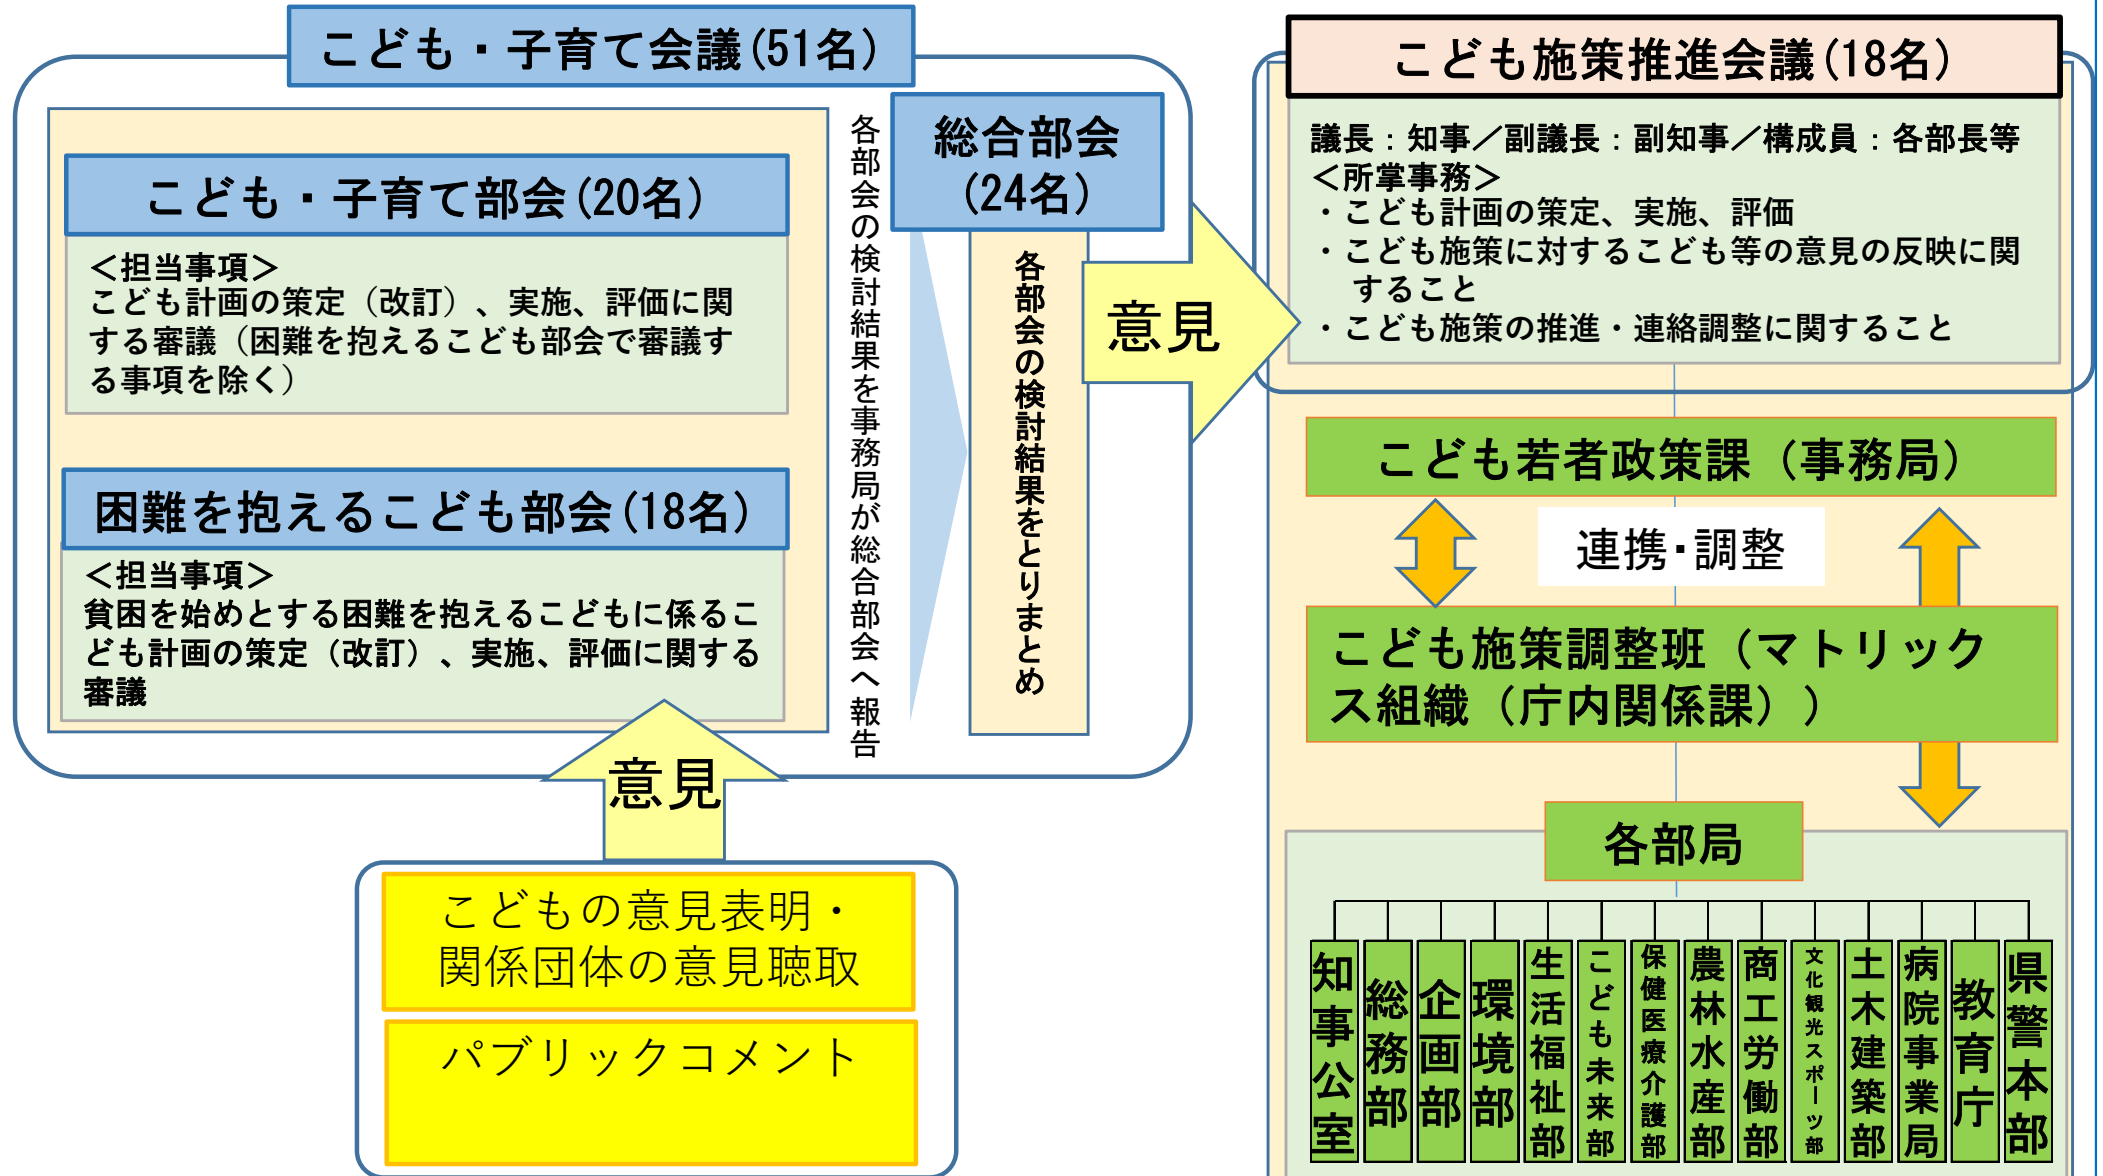 こども・子育て会議(51名)
こども・子育て部会(20名)
＜担当事項＞
こども計画の策定（改訂）、実施、評価に関
する審議（困難を抱えるこども部会で審議す
る事項を除く）
困難を抱えるこども部会(18名)
＜担当事項＞
貧困を始めとする困難を抱えるこどもに係るこ
ども計画の策定（改訂）、実施、評価に関する
審議
各部会の検討結果を事務局が総合部会へ報告
総合部会
(24名)
各部会の検討結果をとりまとめ
意見
意見
こどもの意見表明・
関係団体の意見聴取
パブリックコメント
こども施策推進会議(18名)
議長：知事／副議長：副知事／構成員：各部長等
＜所掌事務＞
・こども計画の策定、実施、評価
・こども施策に対するこども等の意見の反映に関
すること
・こども施策の推進・連絡調整に関すること
こども若者政策課（事務局）
連携・調整
こども施策調整班（マトリック
ス組織（庁内関係課））
各部局
知事公室
総務部
企画部
環境部
生活福祉部
こども未来部
保健医療介護部
農林水産部
商工労働部
文化観光スポーツ部
土木建築部
病院事業局
教育庁
県警本部